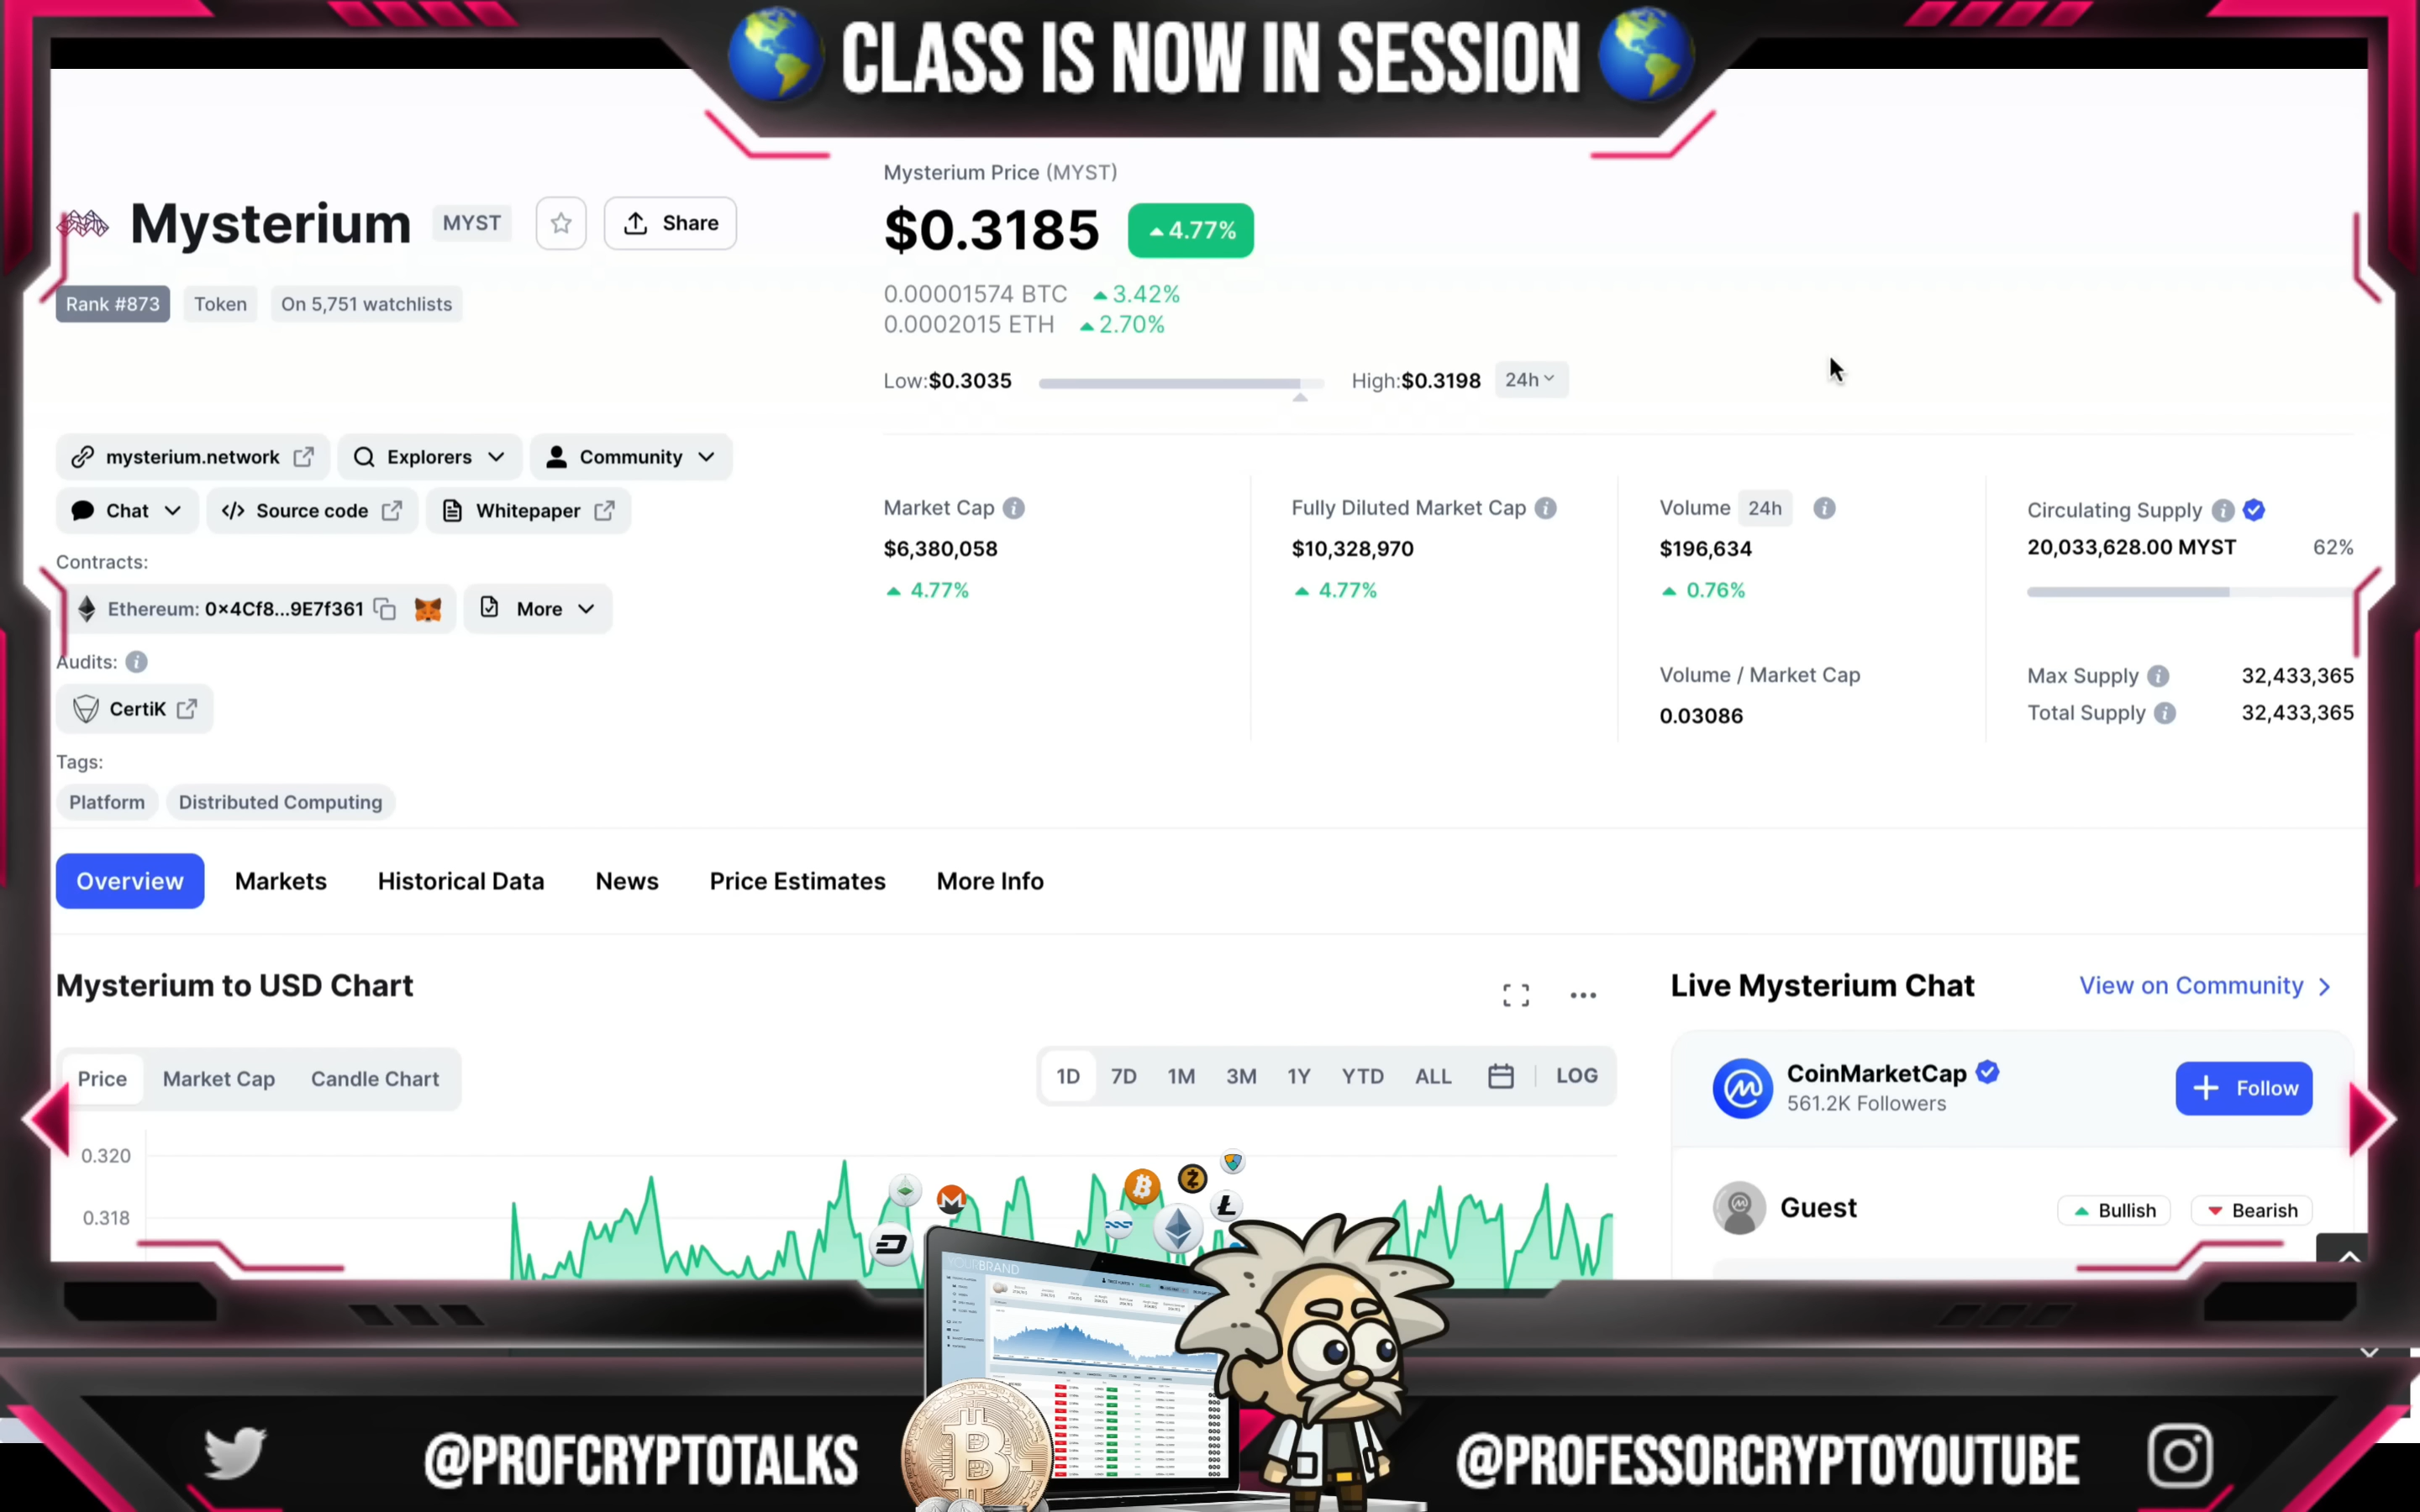 CLASS IS NOW IN SESSION
Mysterium MYST Share
Rank #873 Token On 5,751 watchlists
mysterium.network Explorers Community
Chat Source code Whitepaper
Contracts:
Ethereum: 0x4Cf8...9E7f361 More
Audits:
CertiK
Tags:
Platform Distributed Computing
Mysterium Price (MYST)
$0.3185 4.77%
0.00001574 BTC 3.42%
0.0002015 ETH 2.70%
Low:$0.3035 High:$0.3198 24h
Market Cap
$6,380,058
4.77%
Fully Diluted Market Cap
$10,328,970
4.77%
Volume 24h
$196,634
0.76%
Volume / Market Cap
0.03086
Circulating Supply
20,033,628.00 MYST 62%
Max Supply 32,433,365
Total Supply 32,433,365
Overview Markets Historical Data News Price Estimates More Info
Mysterium to USD Chart
Price Market Cap Candle Chart
1D 7D 1M 3M 1Y YTD ALL LOG
0.320
0.318
Live Mysterium Chat View on Community
CoinMarketCap
561.2K Followers
Follow
Guest Bullish Bearish
@PROFCRYPTOTALKS
@PROFESSORCRYPTOYOUTUBE